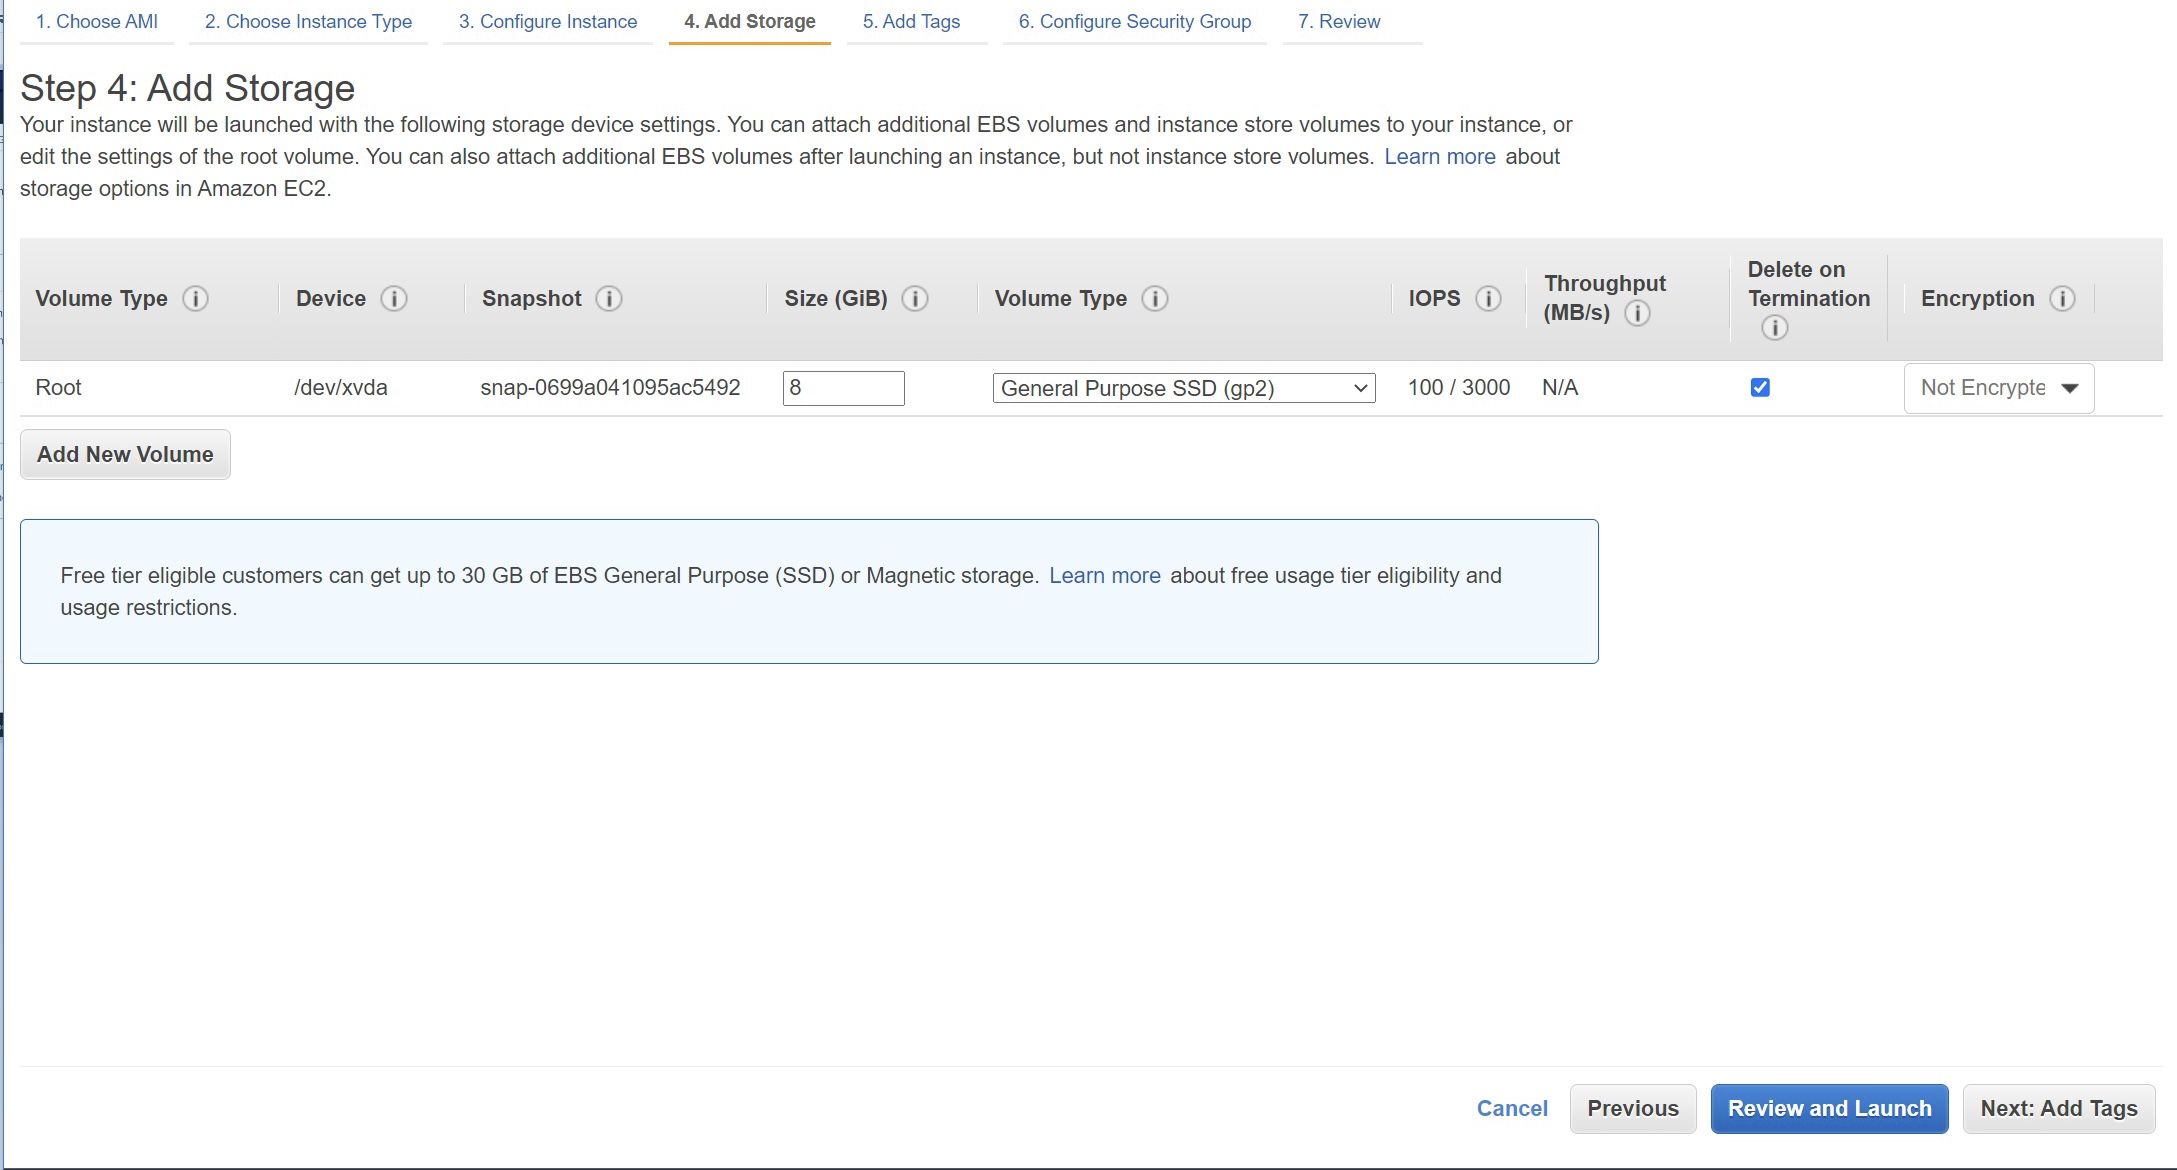 1. Choose AMI 2. Choose Instance Type 3. Configure Instance 4. Add Storage 5. Add Tags 6. Configure Security Group 7. Review
Step 4: Add Storage
Your instance will be launched with the following storage device settings. You can attach additional EBS volumes and instance store volumes to your instance, or
edit the settings of the root volume. You can also attach additional EBS volumes after launching an instance, but not instance store volumes. Learn more about
storage options in Amazon EC2.
Volume Type i Device i Snapshot i Size (GiB) i Volume Type i IOPS i Throughput (MB/s) i Delete on Termination i Encryption i
Root /dev/xvda snap-0699a041095ac5492 8 General Purpose SSD (gp2) 100 / 3000 N/A Not Encrypte
Add New Volume
Free tier eligible customers can get up to 30 GB of EBS General Purpose (SSD) or Magnetic storage. Learn more about free usage tier eligibility and
usage restrictions.
Cancel Previous Review and Launch Next: Add Tags